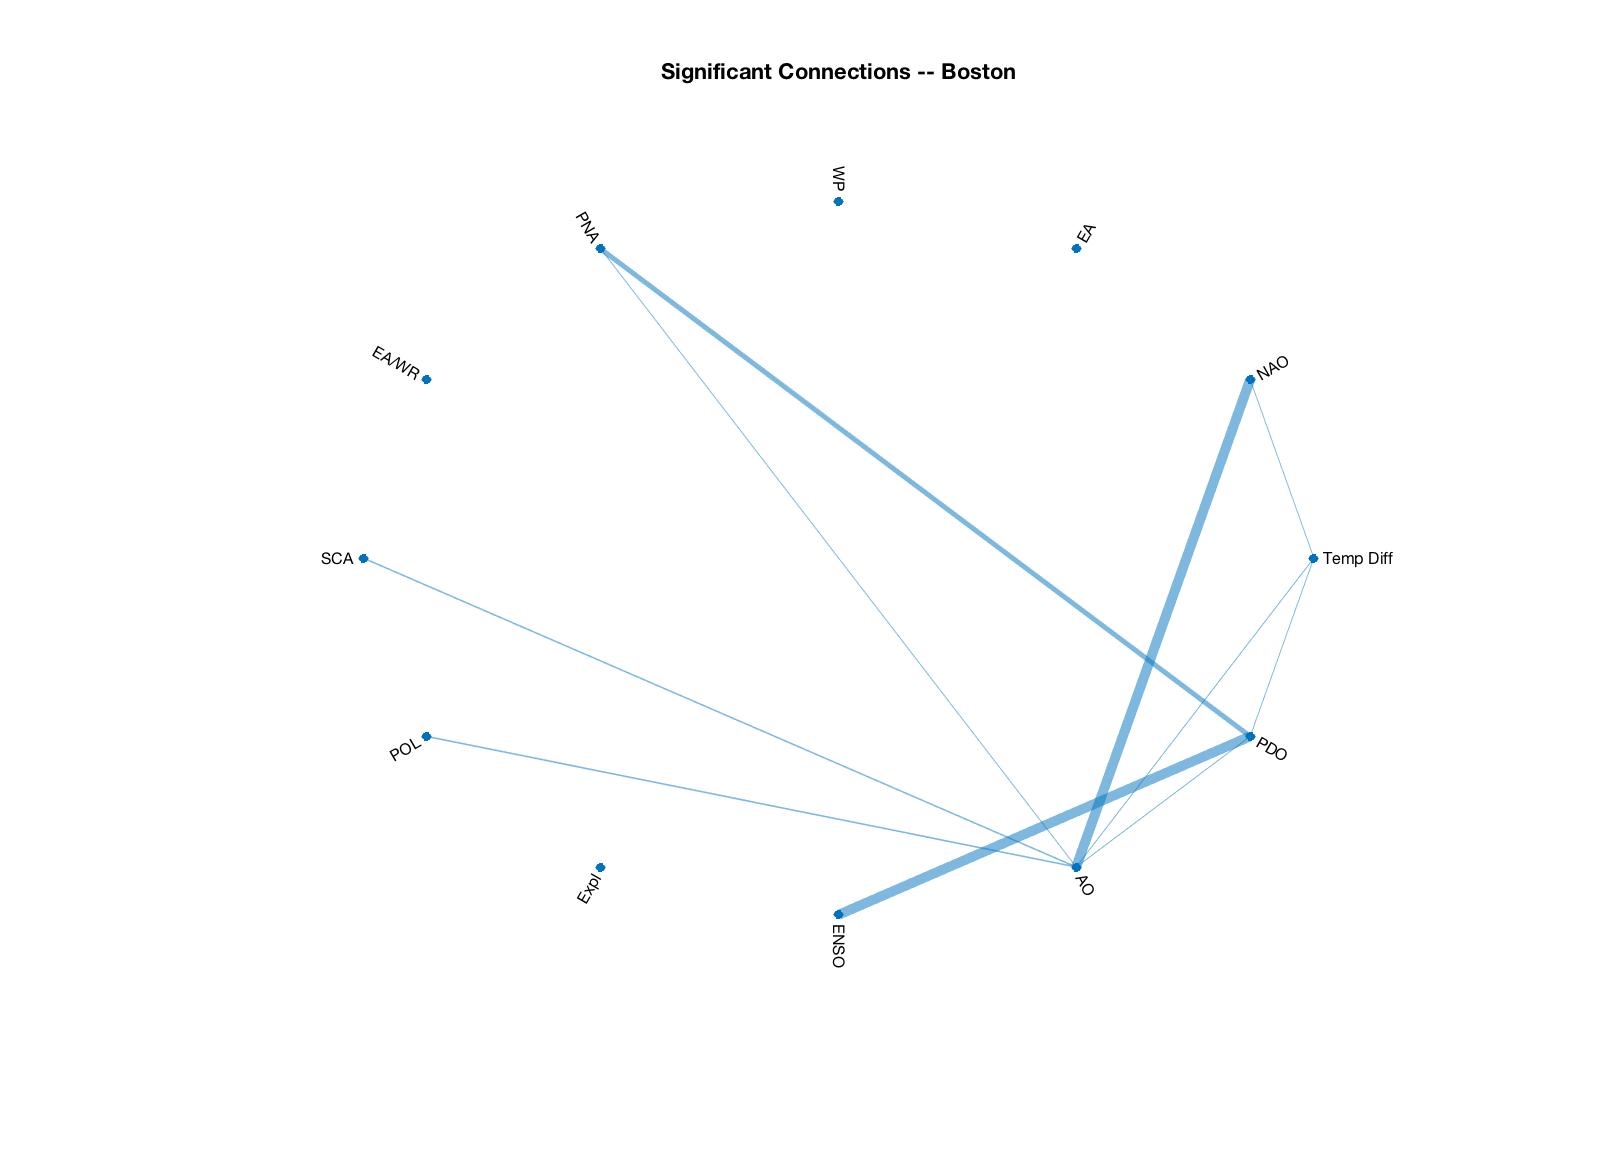 Significant Connections -- Boston
WP
PNA
EA
EA/WR
NAO
SCA
Temp Diff
POL
PDO
Expl
AO
ENSO